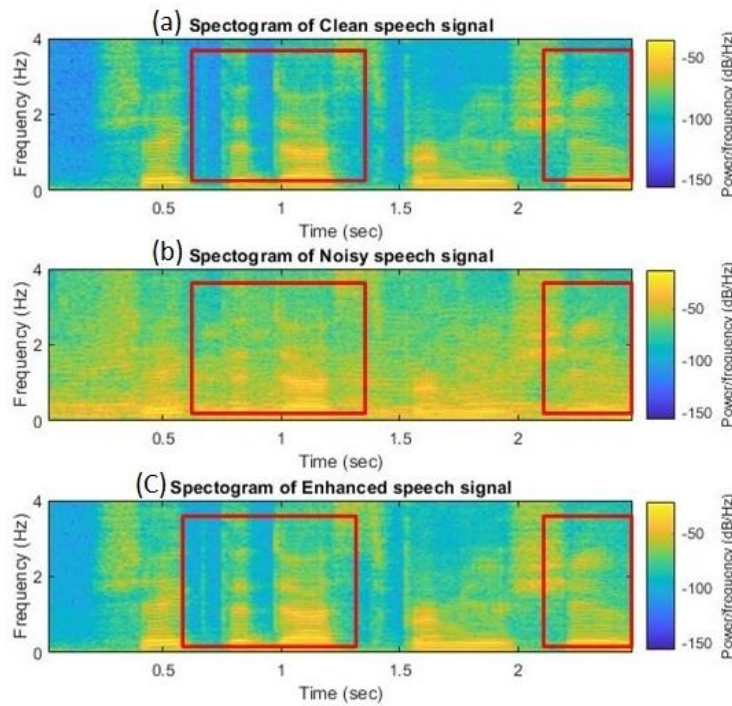 (a) Spectogram of Clean speech signal
4
2
0
Frequency (Hz)
0.5
1
1.5
2
Time (sec)
-50
-100
-150
Power/frequency (dB/Hz)
(b) Spectogram of Noisy speech signal
4
2
0
Frequency (Hz)
0.5
1
1.5
2
Time (sec)
-50
-100
-150
Power/frequency (dB/Hz)
(C) Spectogram of Enhanced speech signal
4
2
0
Frequency (Hz)
0.5
1
1.5
2
Time (sec)
-50
-100
-150
Power/frequency (dB/Hz)